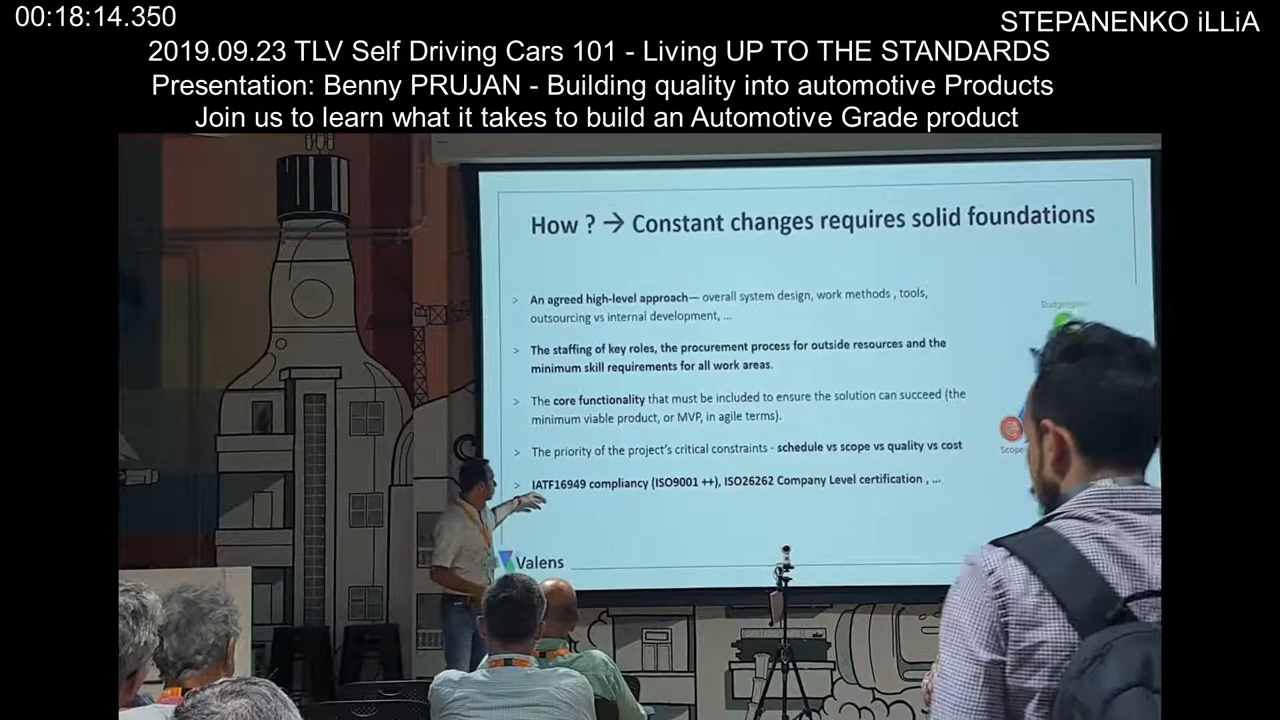 00:18:14.350
STEPANENKO iLLiA
2019.09.23 TLV Self Driving Cars 101 - Living UP TO THE STANDARDS
Presentation: Benny PRUJAN - Building quality into automotive Products
Join us to learn what it takes to build an Automotive Grade product
How ? → Constant changes requires solid foundations
> An agreed high-level approach— overall system design, work methods , tools,
outsourcing vs internal development, ...
> The staffing of key roles, the procurement process for outside resources and the
minimum skill requirements for all work areas.
> The core functionality that must be included to ensure the solution can succeed (the
minimum viable product, or MVP, in agile terms).
> The priority of the project's critical constraints - schedule vs scope vs quality vs cost
> IATF16949 compliancy (ISO9001 ++), ISO26262 Company Level certification , ...
Scope
Valens